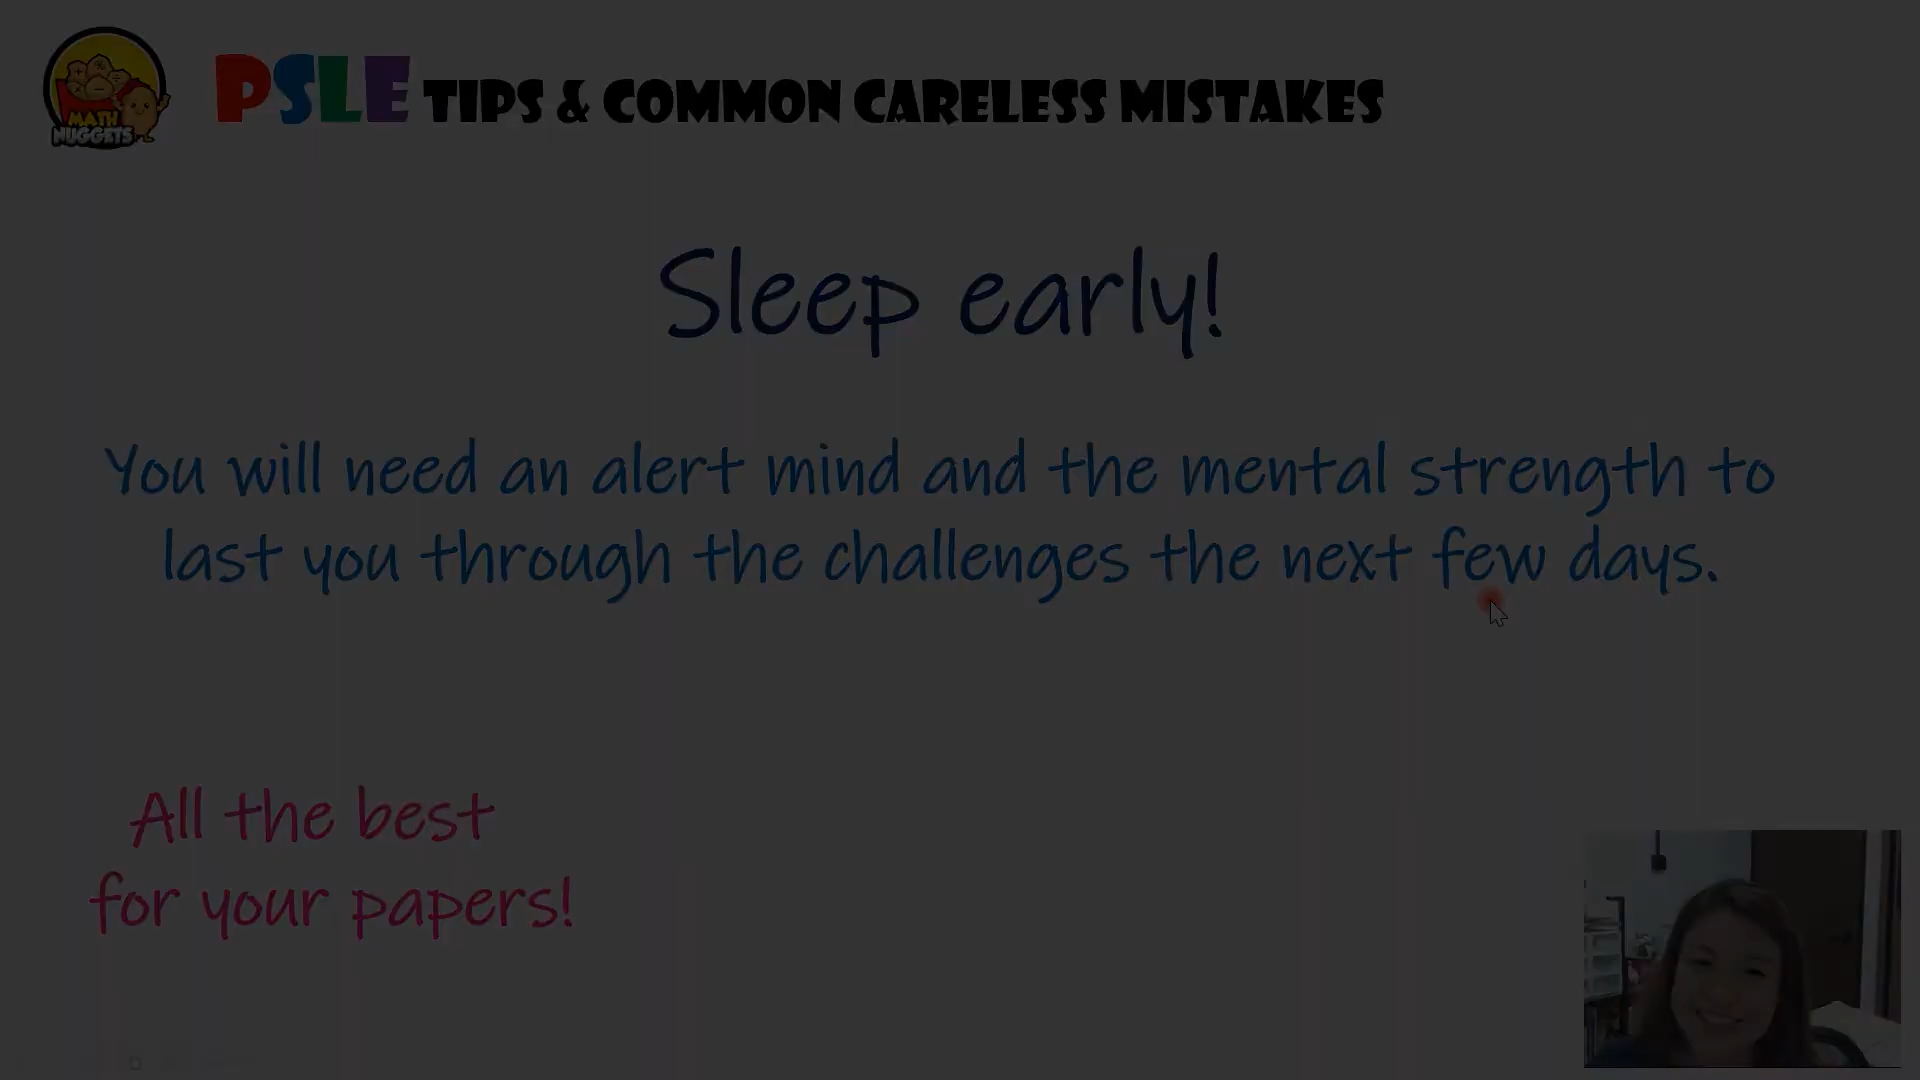 MATH
NUGGETS
PSLE TIPS & COMMON CARELESS MISTAKES
Sleep early!
You will need an alert mind and the mental strength to
last you through the challenges the next few days.
All the best
for your papers!